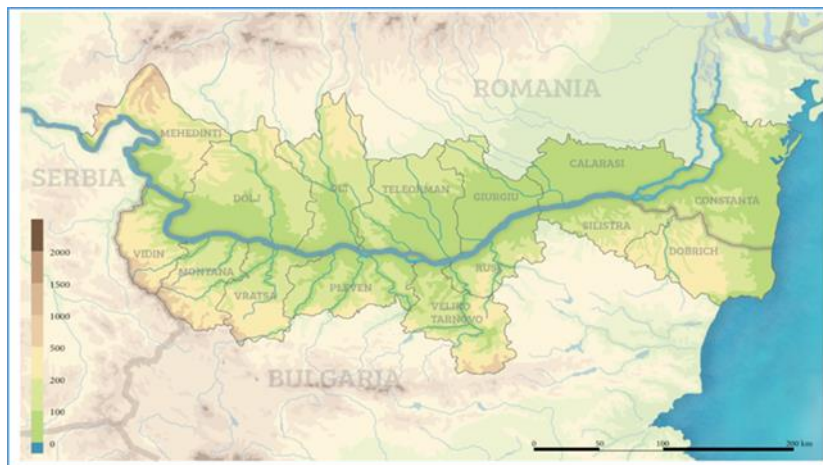 ROMANIA
MEHEDINTI
CALARASI
SERBIA
DOLJ
OLT
TELEORMAN
GIURGIU
CONSTANTA
SILISTRA
VIDIN
DOBRICH
MONTANA
RUSE
PLEVEN
VRATSA
VELIKO
TARNOVO
BULGARIA
2000
1500
1000
500
200
100
0
0
50
100
200 km